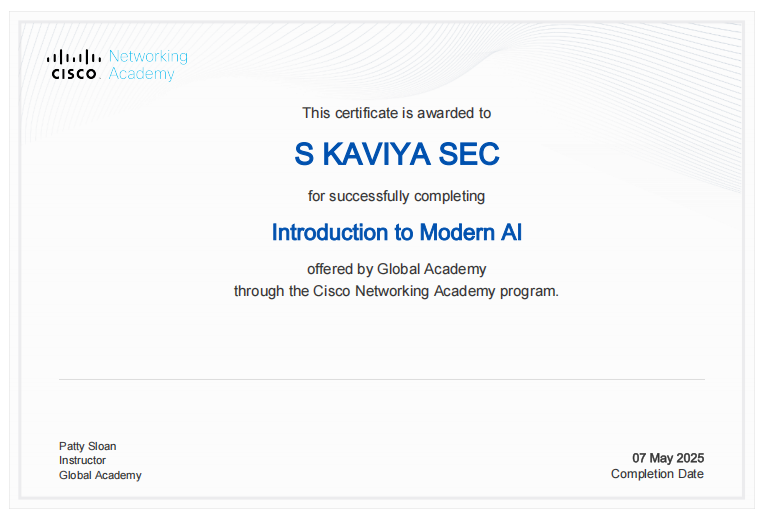 Networking
CISCO Academy
This certificate is awarded to
S KAVIYA SEC
for successfully completing
Introduction to Modern AI
offered by Global Academy
through the Cisco Networking Academy program.
Patty Sloan
Instructor
Global Academy
07 May 2025
Completion Date